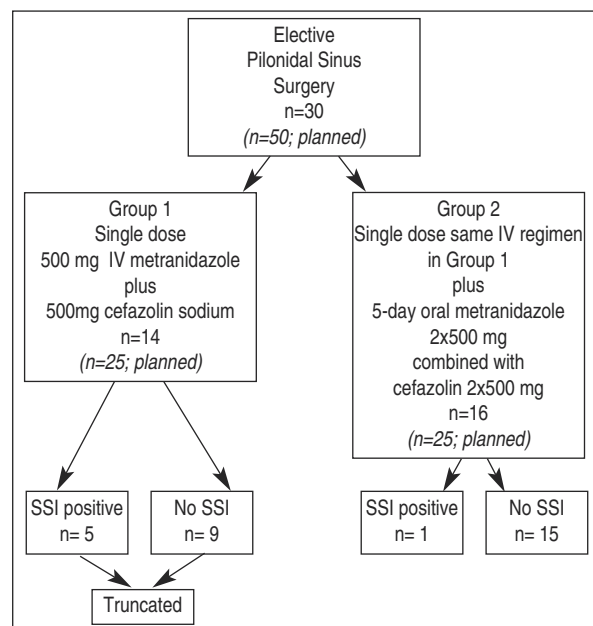 Elective
Pilonidal Sinus
Surgery
n=30
(n=50; planned)
Group 1
Single dose
500 mg IV metranidazole
plus
500mg cefazolin sodium
n=14
(n=25; planned)
Group 2
Single dose same IV regimen
in Group 1
plus
5-day oral metranidazole
2x500 mg
combined with
cefazolin 2x500 mg
n=16
(n=25; planned)
SSI positive
n= 5
No SSI
n= 9
SSI positive
n= 1
No SSI
n= 15
Truncated